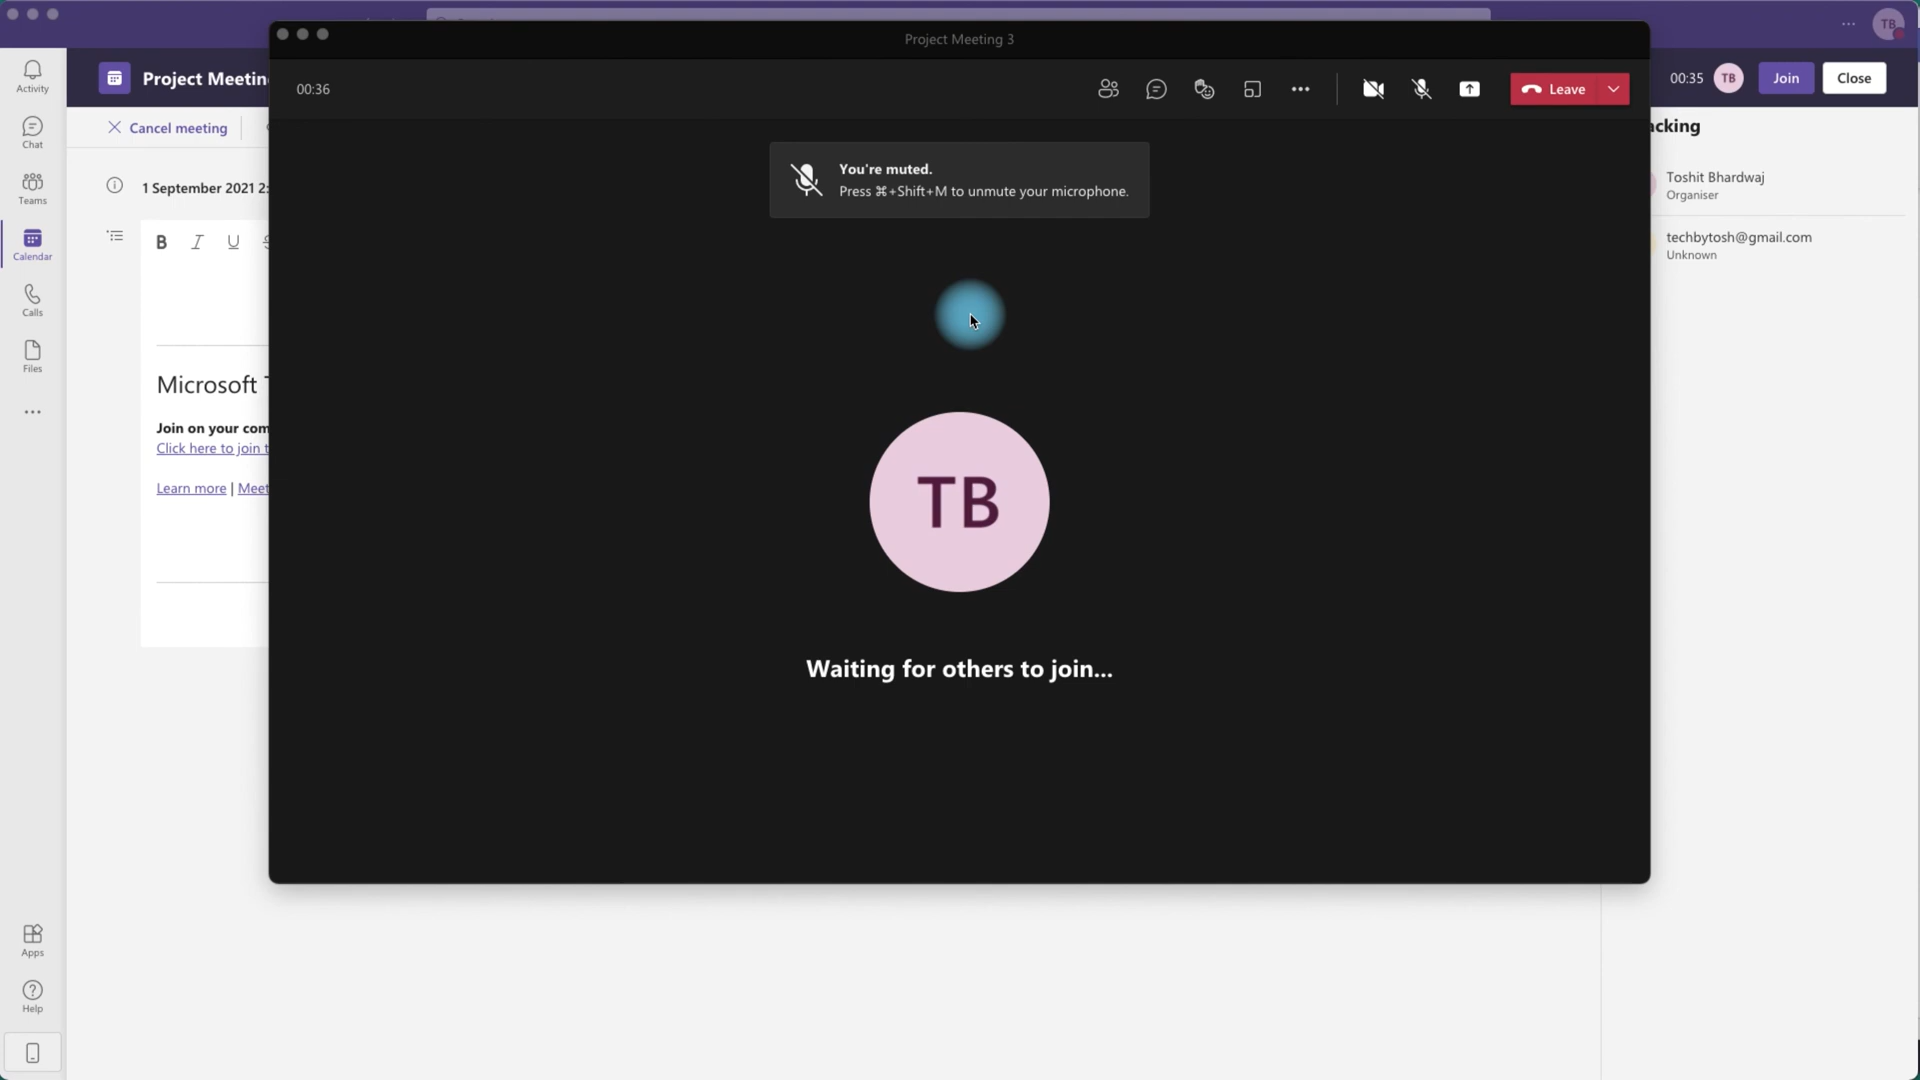 TB
Project Meeting 3
Activity
Chat
Teams
Calendar
Calls
Files
Apps
Help
Project Meetin
00:35
TB
Join
Close
Cancel meeting
1 September 2021 2:
B I U
Microsoft
Join on your com
Click here to join t
Learn more | Meet
00:36
Leave
You're muted.
Press ⌘+Shift+M to unmute your microphone.
TB
Waiting for others to join...
acking
Toshit Bhardwaj
Organiser
techbytosh@gmail.com
Unknown